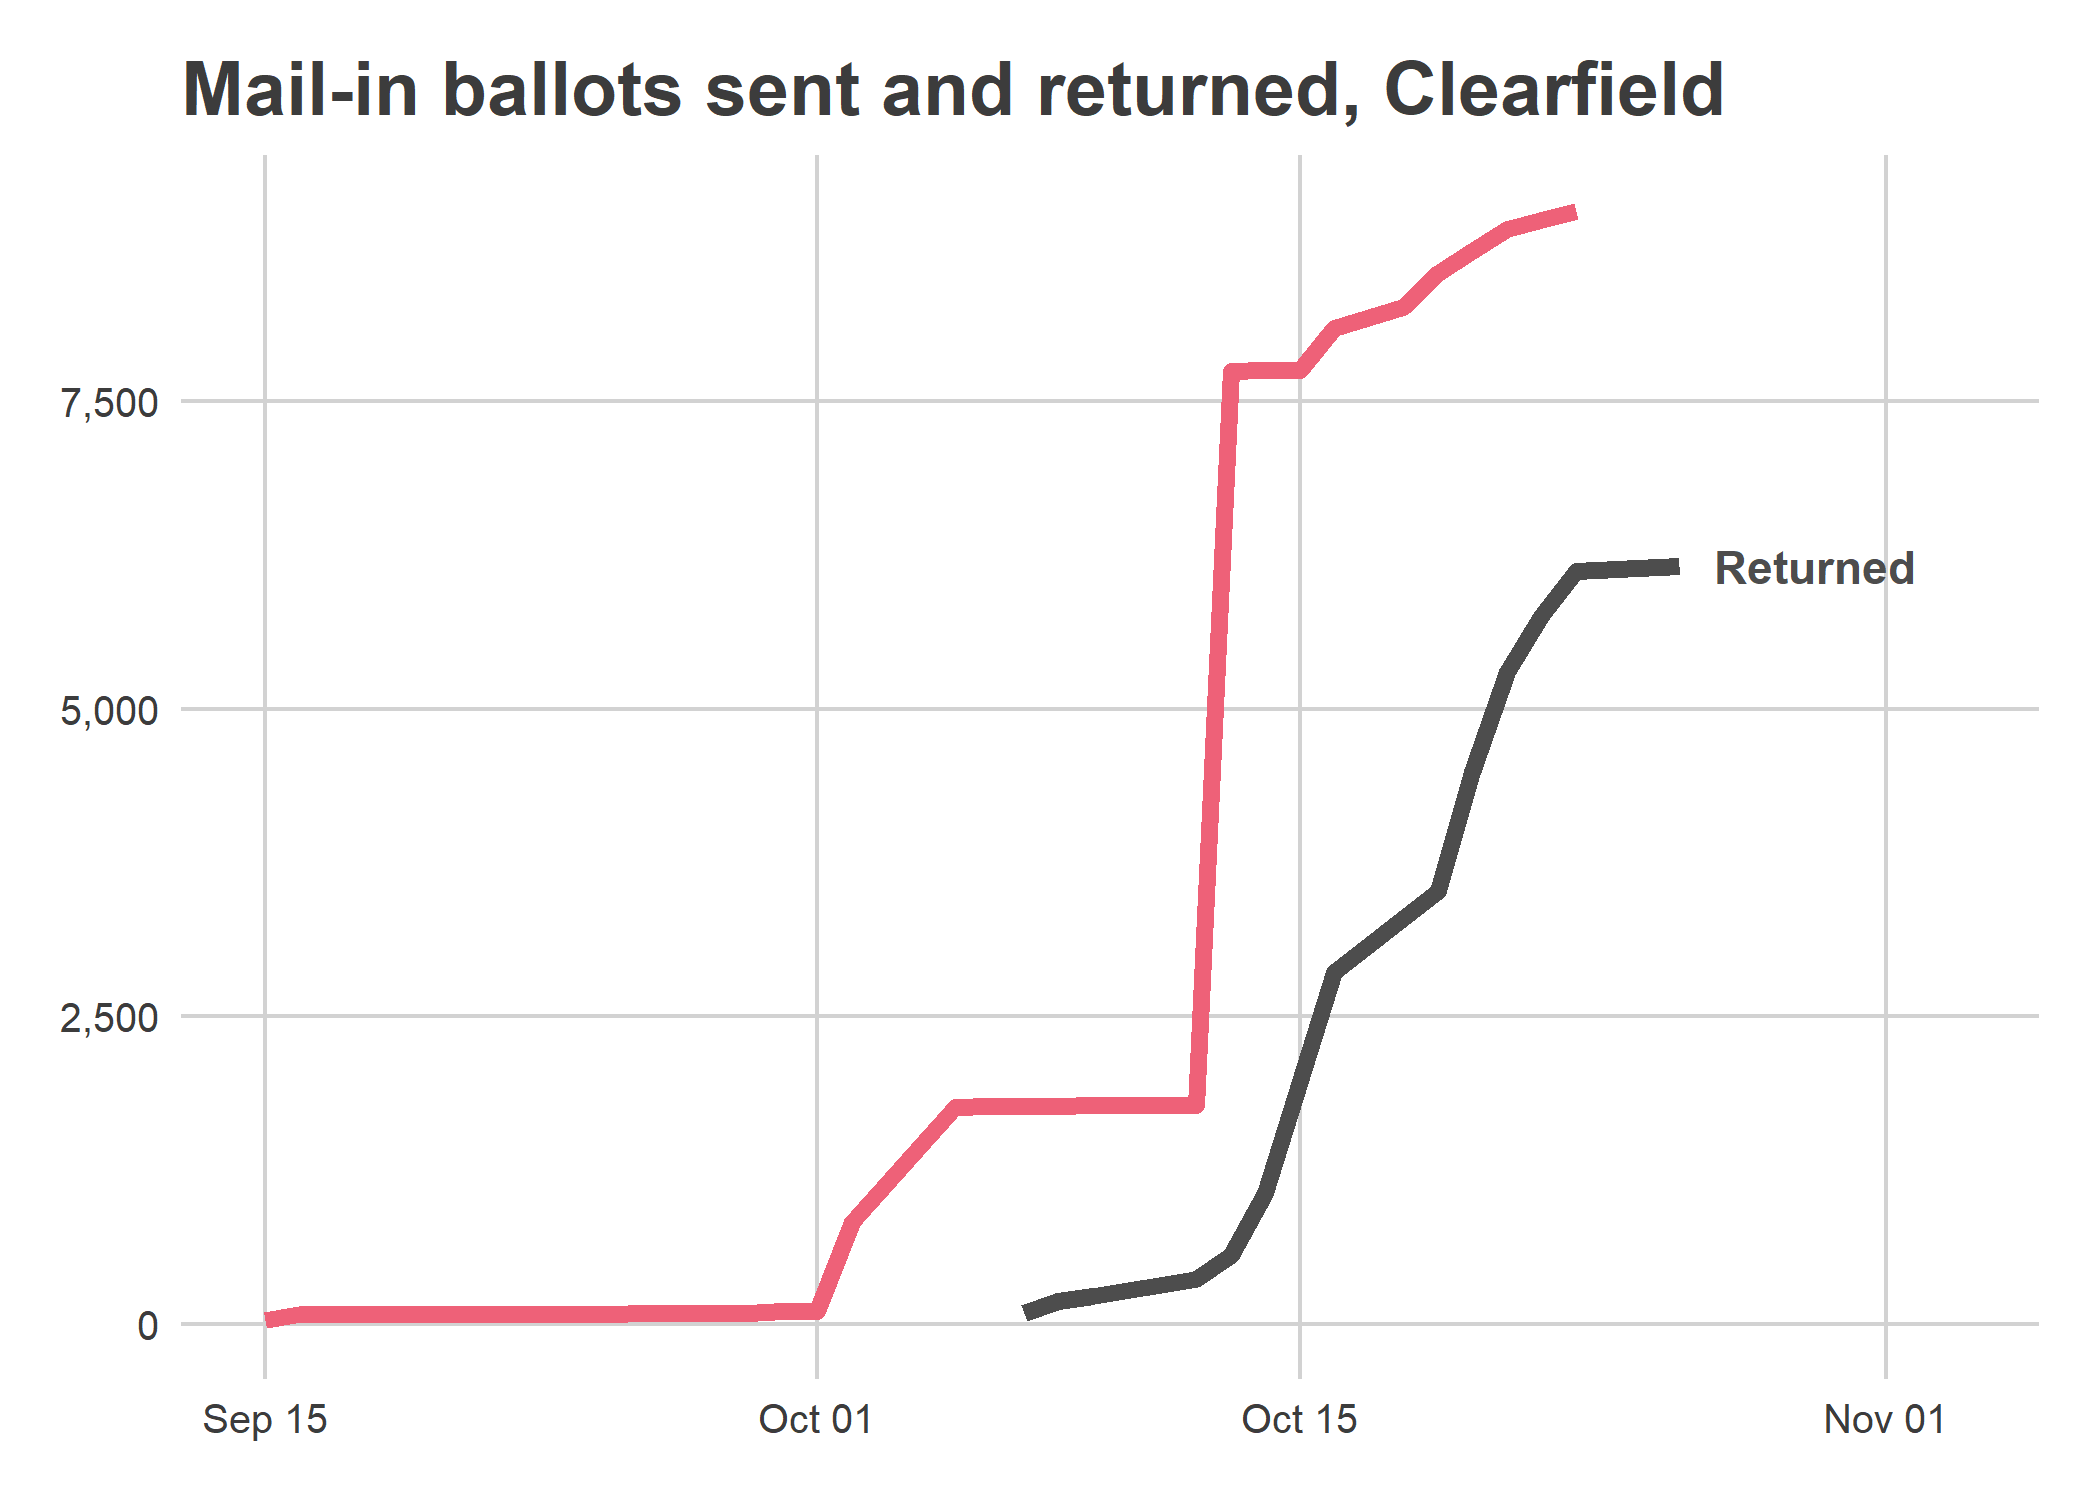 Mail-in ballots sent and returned, Clearfield
7,500
Returned
5,000
2,500
0
Sep 15
Oct 01
Oct 15
Nov 01